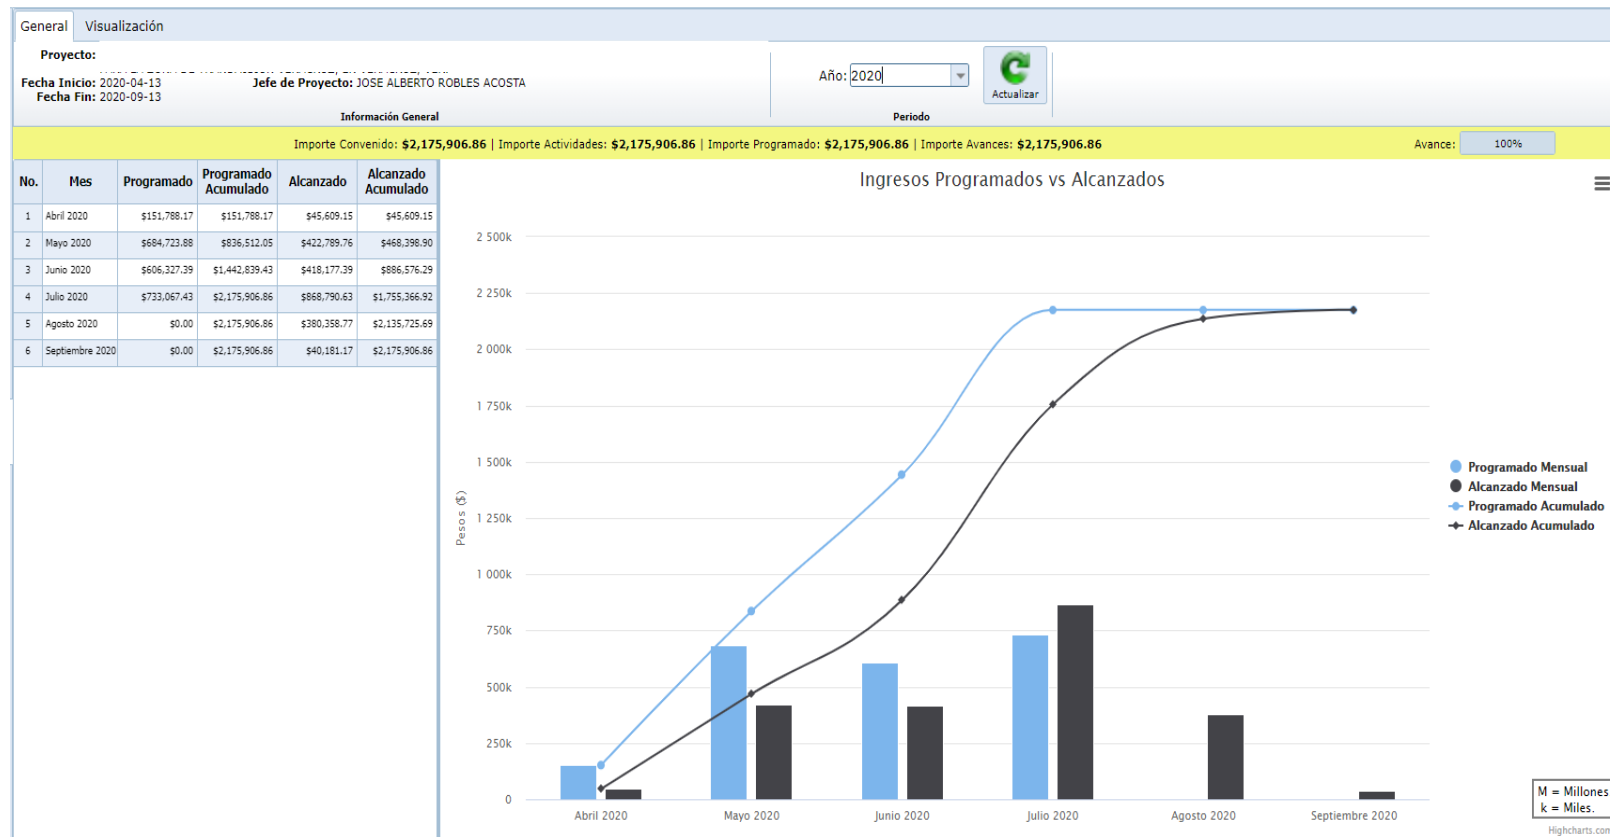 General Visualización
Proyecto:
Fecha Inicio: 2020-04-13 Jefe de Proyecto: JOSE ALBERTO ROBLES ACOSTA
Fecha Fin: 2020-09-13
Información General
Año: 2020
Actualizar
Periodo
Importe Convenido: $2,175,906.86 | Importe Actividades: $2,175,906.86 | Importe Programado: $2,175,906.86 | Importe Avances: $2,175,906.86 Avance: 100%
No. Mes Programado Programado Acumulado Alcanzado Alcanzado Acumulado
1 Abril 2020 $151,788.17 $151,788.17 $45,609.15 $45,609.15
2 Mayo 2020 $684,723.88 $836,512.05 $422,789.76 $468,398.90
3 Junio 2020 $606,327.39 $1,442,839.43 $418,177.39 $886,576.29
4 Julio 2020 $733,067.43 $2,175,906.86 $868,790.63 $1,755,366.92
5 Agosto 2020 $0.00 $2,175,906.86 $380,358.77 $2,135,725.69
6 Septiembre 2020 $0.00 $2,175,906.86 $40,181.17 $2,175,906.86
Ingresos Programados vs Alcanzados
Pesos ($)
2 500k
2 250k
2 000k
1 750k
1 500k
1 250k
1 000k
750k
500k
250k
0
Abril 2020 Mayo 2020 Junio 2020 Julio 2020 Agosto 2020 Septiembre 2020
Programado Mensual
Alcanzado Mensual
Programado Acumulado
Alcanzado Acumulado
M = Millones
k = Miles.
Highcharts.com